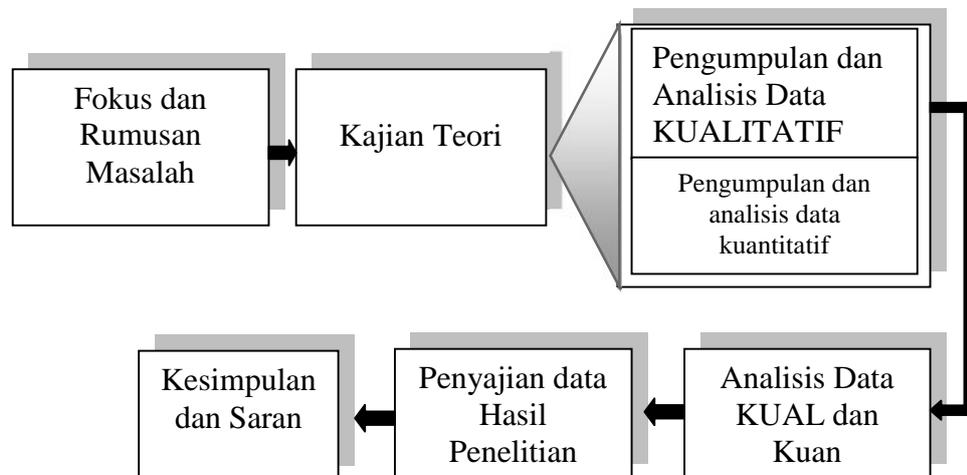 Fokus dan
Rumusan
Masalah
Kajian Teori
Pengumpulan dan
Analisis Data
KUALITATIF
Pengumpulan dan
analisis data
kuantitatif
Analisis Data
KUAL dan
Kuan
Penyajian data
Hasil
Penelitian
Kesimpulan
dan Saran